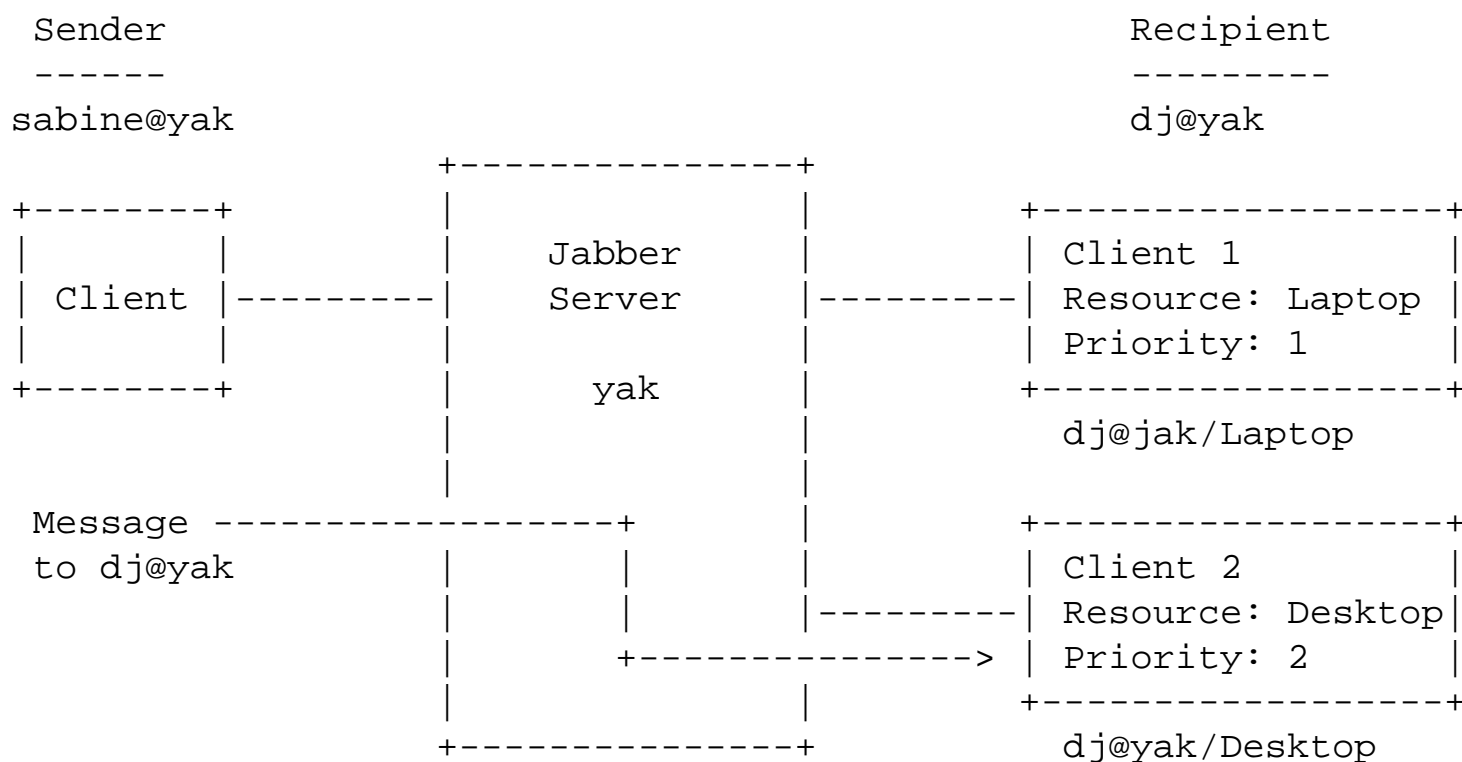 Sender Recipient
------ ---------
sabine@yak dj@yak
Jabber Client 1
Client Server Resource: Laptop
Priority: 1
yak
dj@jak/Laptop
Message
to dj@yak Client 2
Resource: Desktop
Priority: 2
dj@yak/Desktop